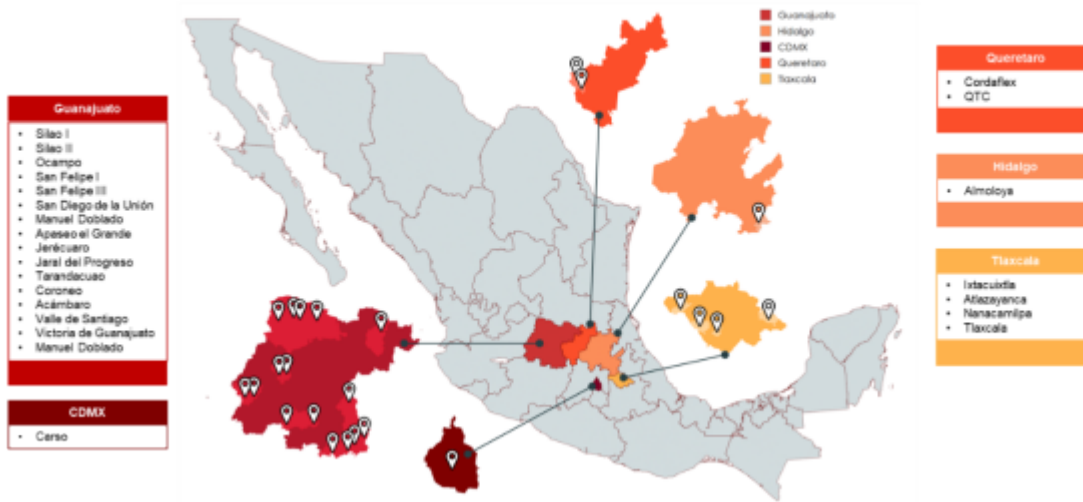 Guanajuato
Hidalgo
CDMX
Queretaro
Tlaxcala
Guanajuato
• Silao I
• Silao II
• Ocampo
• San Felipe I
• San Felipe III
• San Diego de la Unión
• Manuel Doblado
• Apaseo el Grande
• Jerécuaro
• Jaral del Progreso
• Tarandacuao
• Coroneo
• Acámbaro
• Valle de Santiago
• Victoria de Guanajuato
• Manuel Doblado
CDMX
• Carso
Queretaro
• Cordaflex
• QTC
Hidalgo
• Almoloya
Tlaxcala
• Ixtacuixtla
• Atlazayanca
• Nanacamilpa
• Tlaxcala